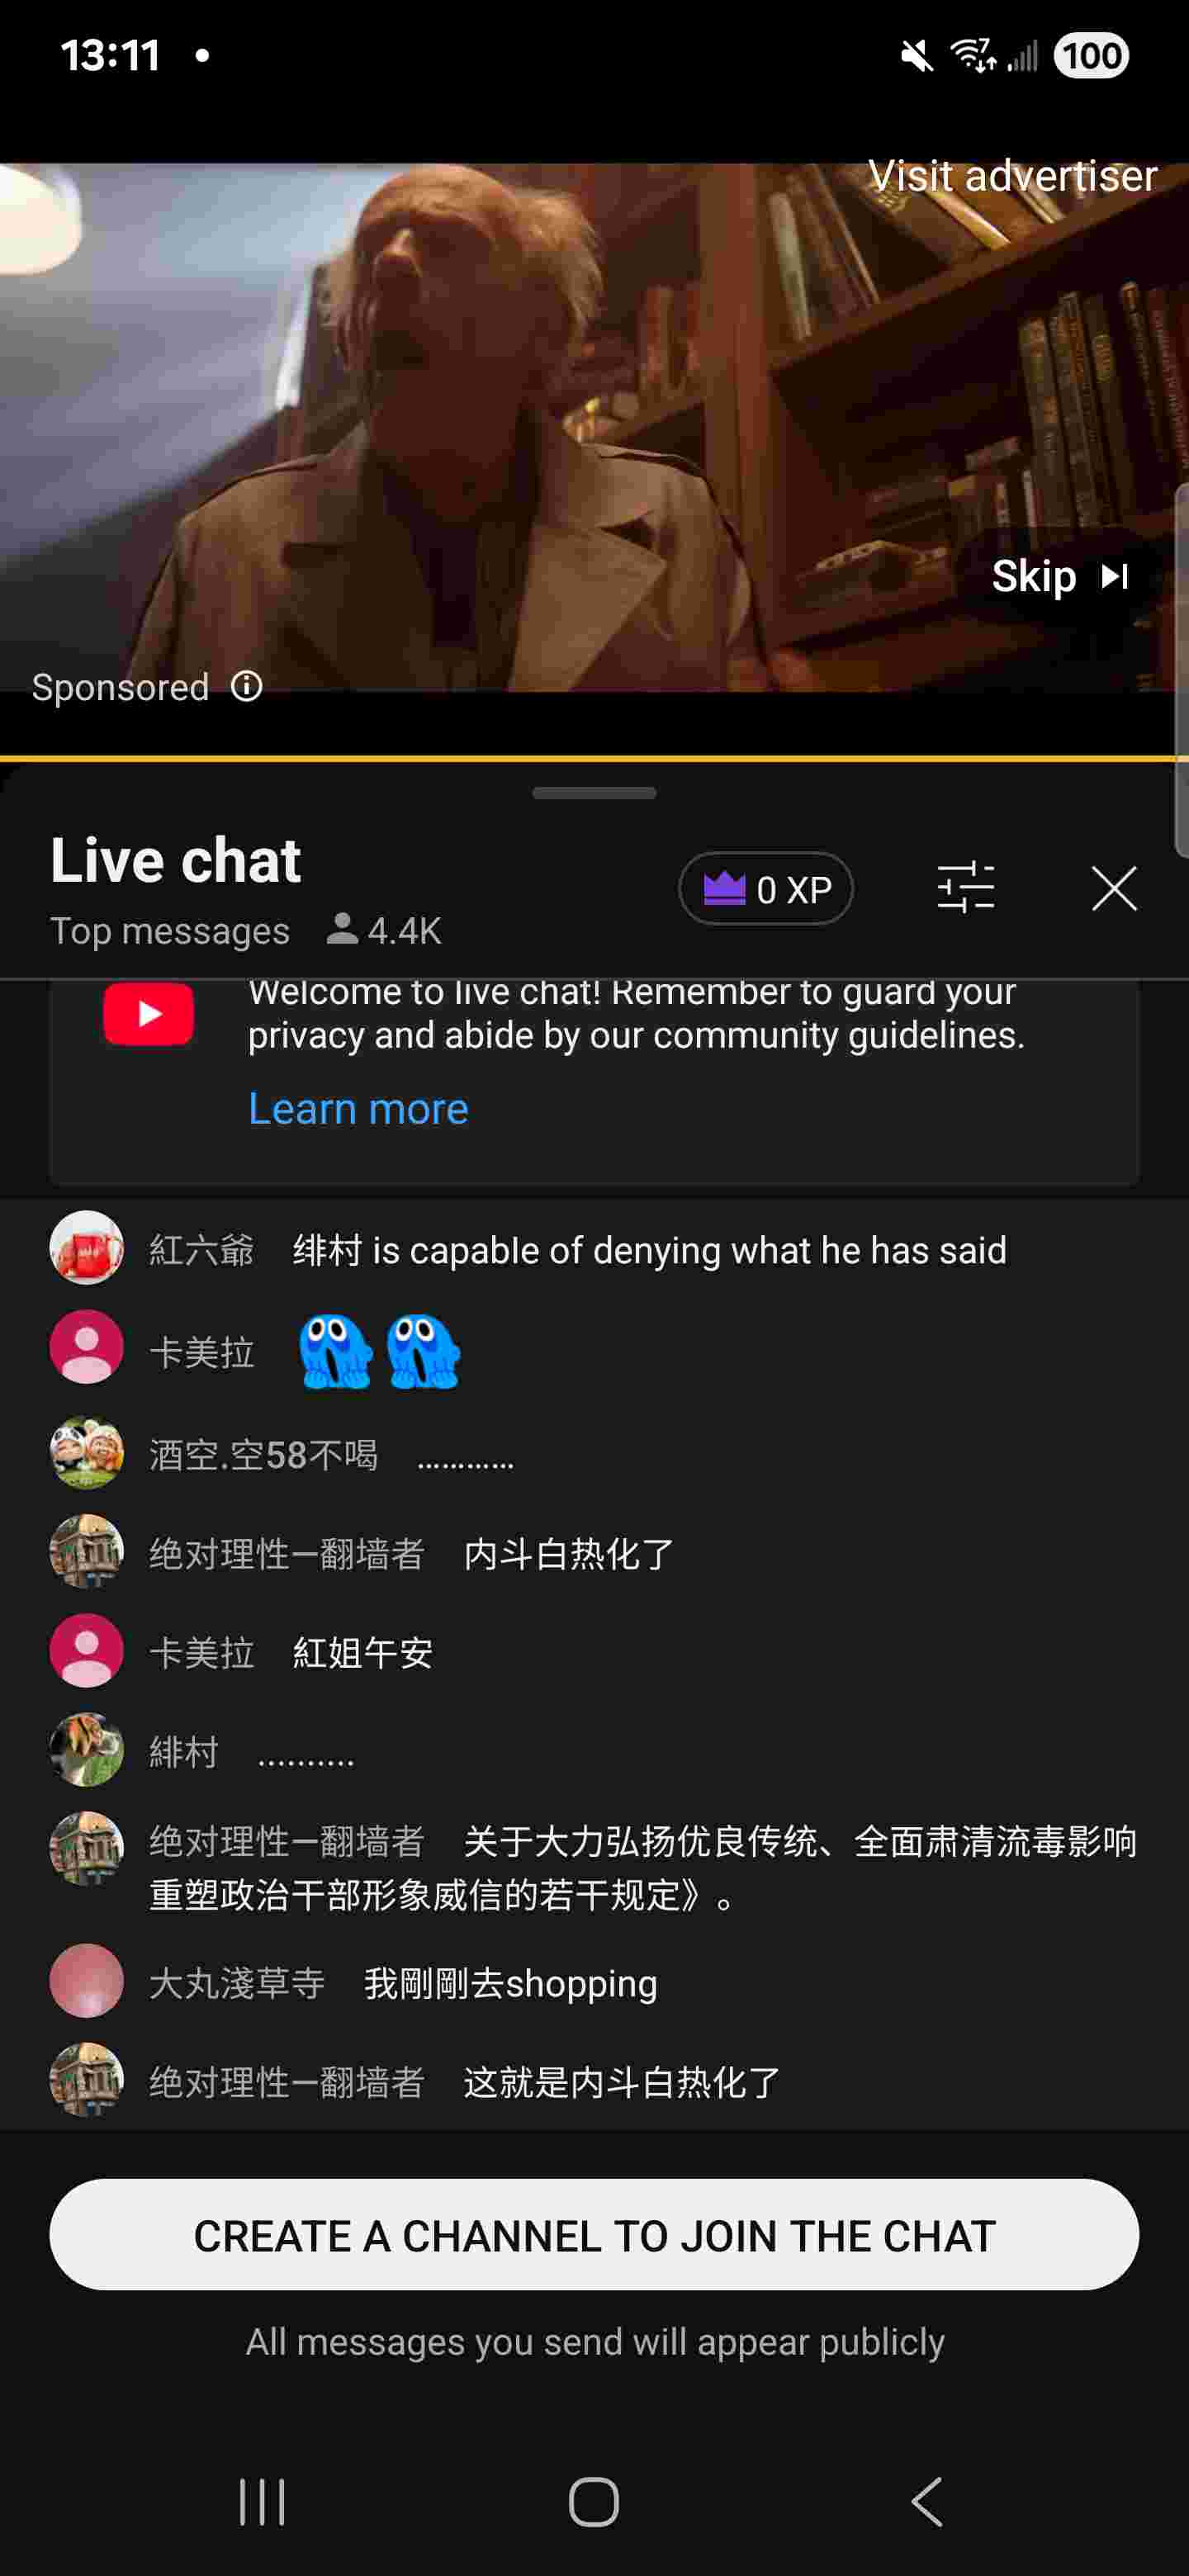 13:11
7
100
Visit advertiser
Skip
Sponsored
Live chat
0 XP
Top messages 4.4K
Welcome to live chat! Remember to guard your
privacy and abide by our community guidelines.
Learn more
紅六爺 绯村 is capable of denying what he has said
卡美拉
酒空.空58不喝 …………
绝对理性一翻墙者 内斗白热化了
卡美拉 紅姐午安
緋村 ..........
绝对理性一翻墙者 关于大力弘扬优良传统、全面肃清流毒影响
重塑政治干部形象威信的若干规定》。
大丸淺草寺 我剛剛去shopping
绝对理性一翻墙者 这就是内斗白热化了
CREATE A CHANNEL TO JOIN THE CHAT
All messages you send will appear publicly